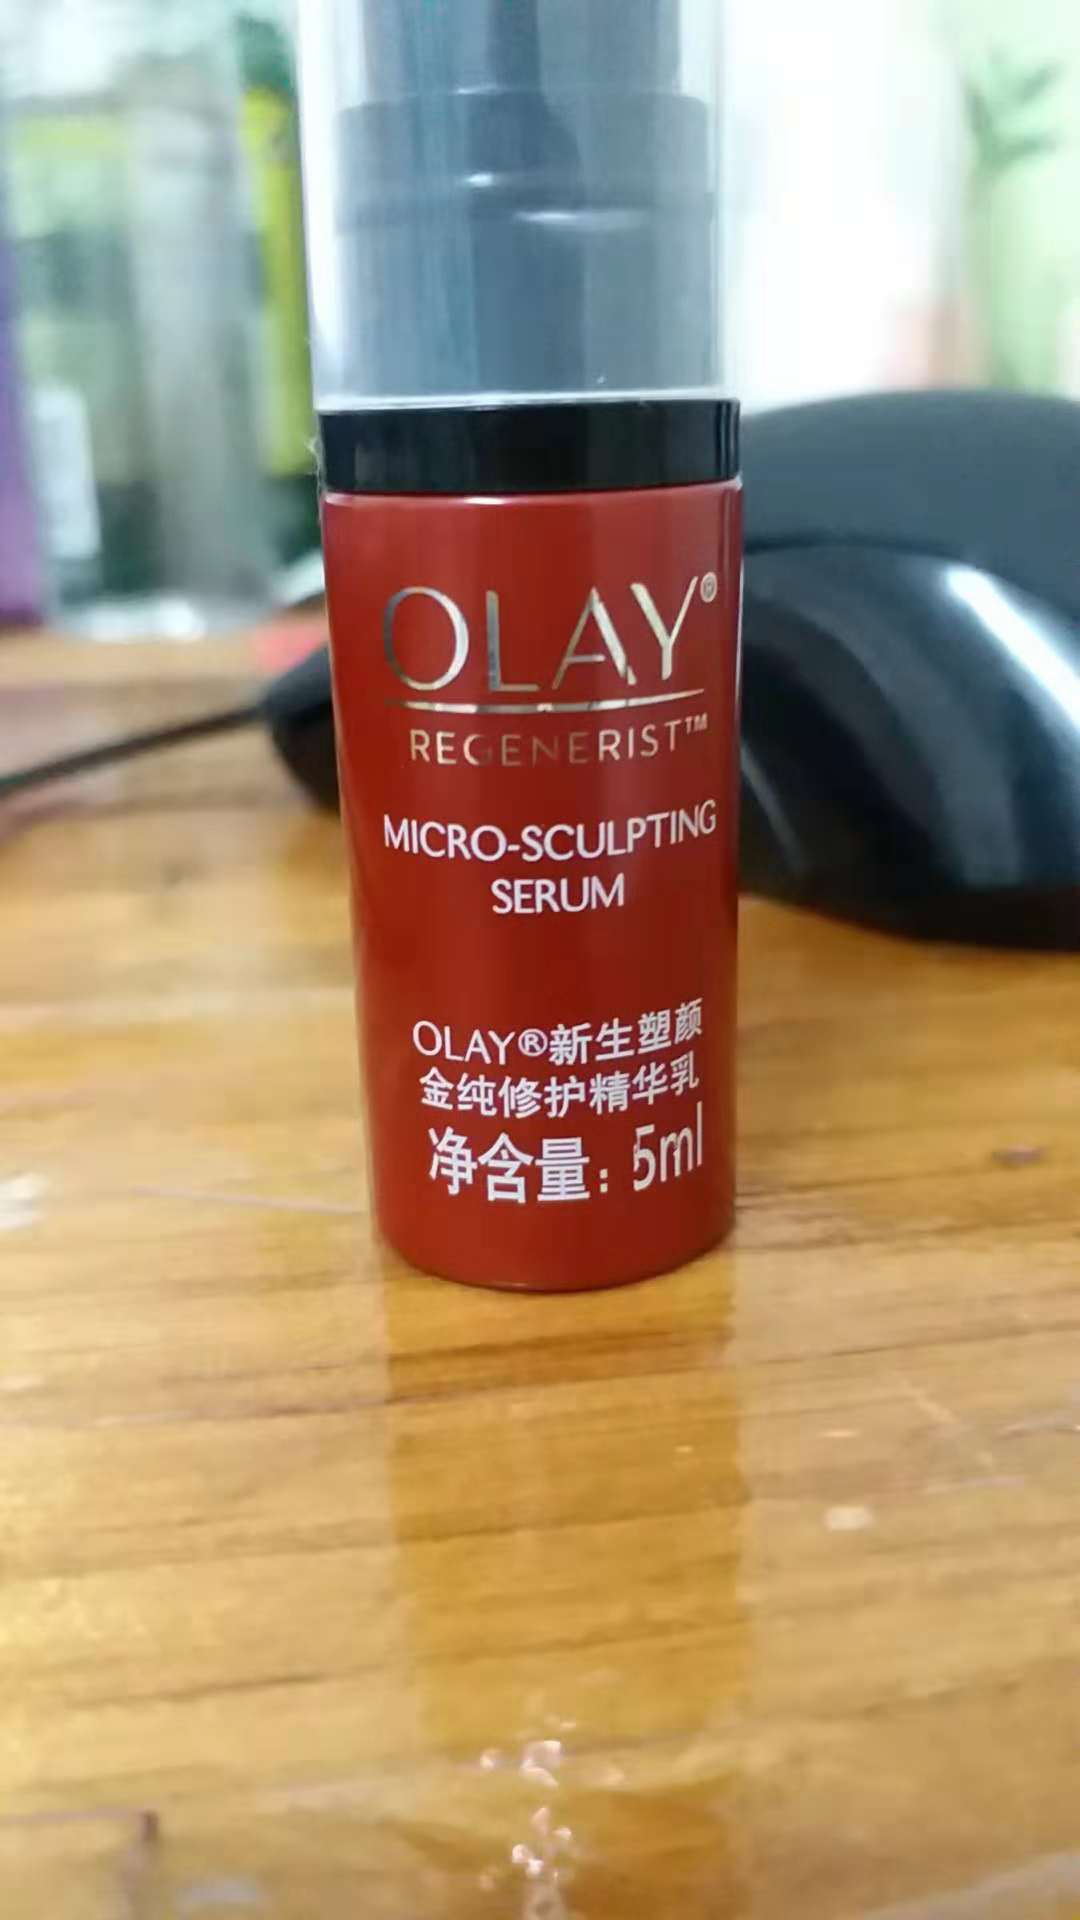 OLAY®
REGENERIST™
MICRO-SCULPTING
SERUM
OLAY®新生塑颜
金纯修护精华乳
净含量：5ml